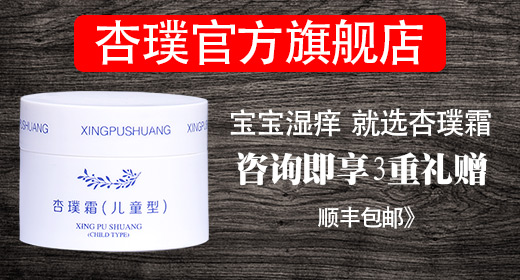 杏璞官方旗舰店
XINGPUSHUANG XINGPUSHUANG XINGPUS
杏璞霜(儿童型)
XING PU SHUANG
(CHILD TYPE)
宝宝湿痒 就选杏璞霜
咨询即享3重礼赠
顺丰包邮》